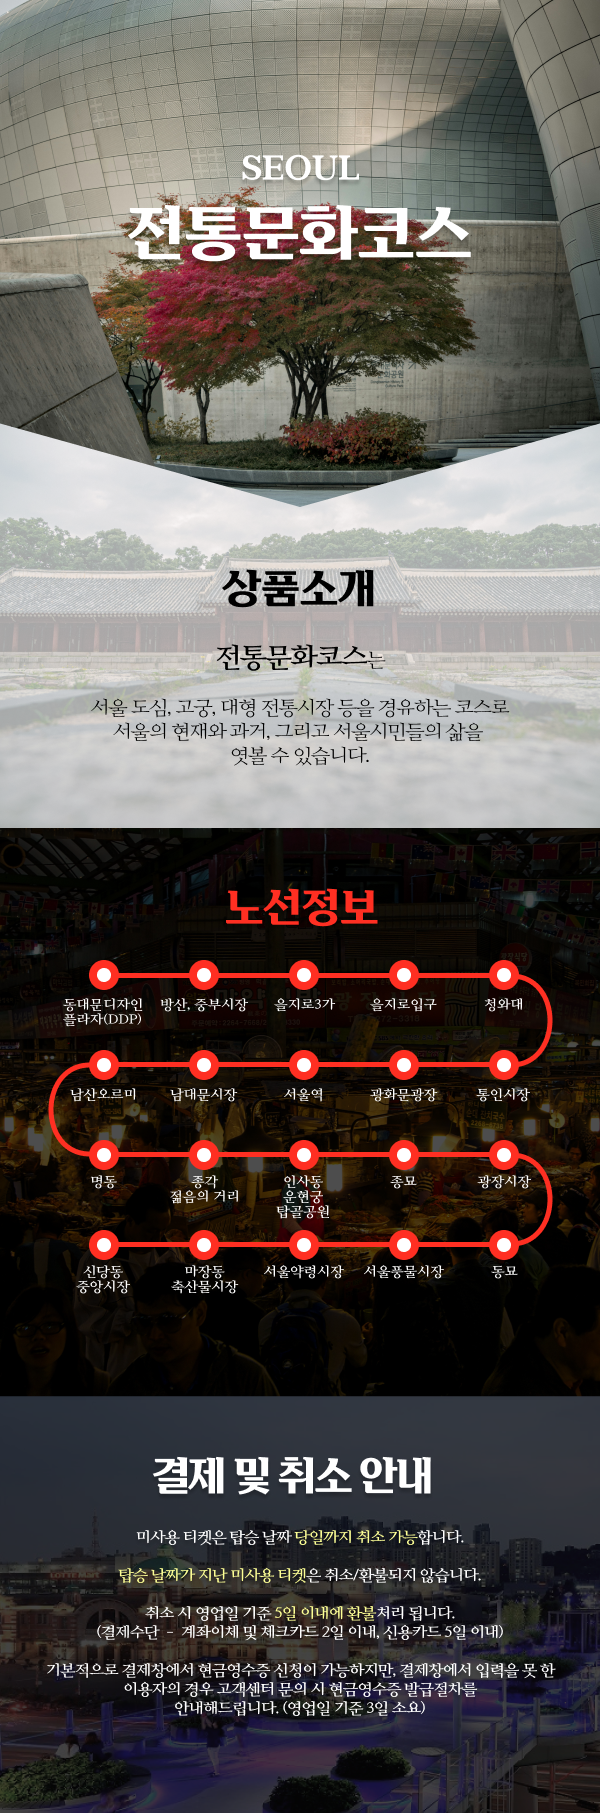 SEOUL
전통문화코스
상품소개
전통문화코스는
서울 도심, 고궁, 대형 전통시장 등을 경유하는 코스로
서울의 현재와 과거, 그리고 서울시민들의 삶을
엿볼 수 있습니다.
노선정보
동대문디자인
플라자(DDP)
방산, 중부시장
을지로3가
을지로입구
청와대
남산오르미
남대문시장
서울역
광화문광장
통인시장
명동
종각
젊음의 거리
인사동
운현궁
탑골공원
종묘
광장시장
신당동
중앙시장
마장동
축산물시장
서울약령시장
서울풍물시장
동묘
결제 및 취소 안내
미사용 티켓은 탑승 날짜 당일까지 취소 가능합니다.
탑승 날짜가 지난 미사용 티켓은 취소/환불되지 않습니다.
취소 시 영업일 기준 5일 이내에 환불처리 됩니다.
(결제수단 - 계좌이체 및 체크카드 2일 이내, 신용카드 5일 이내)
기본적으로 결제창에서 현금영수증 신청이 가능하지만, 결제창에서 입력을 못 한
이용자의 경우 고객센터 문의 시 현금영수증 발급절차를
안내해드립니다. (영업일 기준 3일 소요)